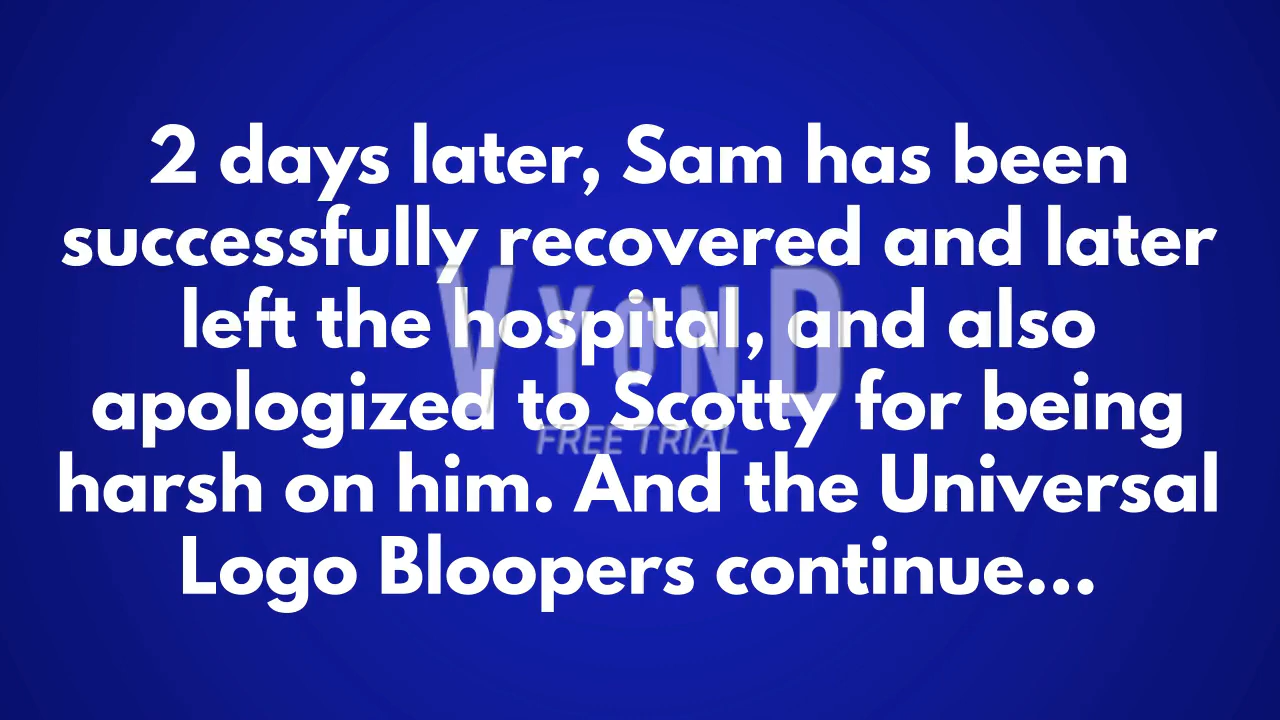 2 days later, Sam has been
successfully recovered and later
left the hospital, and also
apologized to Scotty for being
harsh on him. And the Universal
Logo Bloopers continue...
VYOND
FREE TRIAL